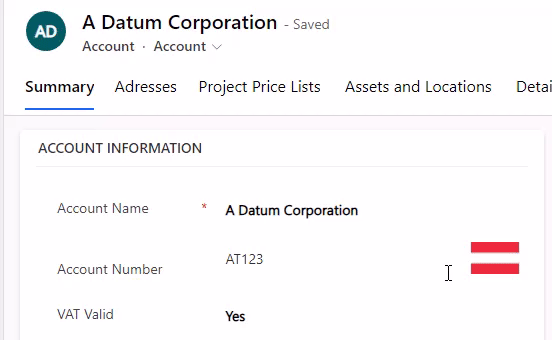 AD
A Datum Corporation - Saved
Account · Account
Summary Adresses Project Price Lists Assets and Locations Detai
ACCOUNT INFORMATION
Account Name * A Datum Corporation
Account Number AT123
VAT Valid Yes